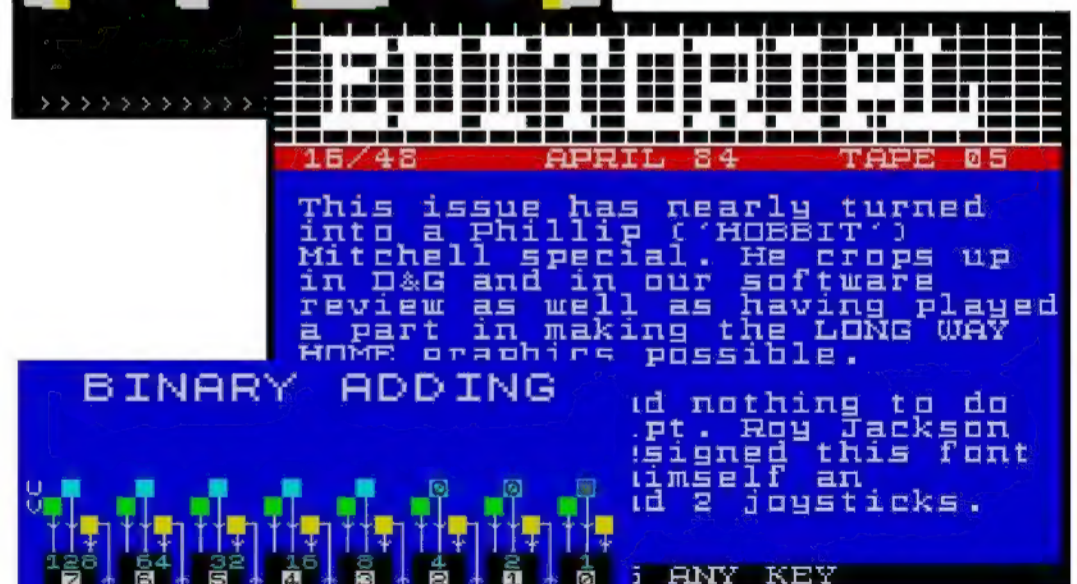 > > > > > > > > > > >
EDITORIAL
16/48 APRIL 84 TAPE 05
This issue has nearly turned
into a Phillip ('HOBBIT')
Mitchell special. He crops up
in D&G and in our software
review as well as having played
a part in making the LONG WAY
HOME graphics possible.
nothing to do
Roy Jackson
this font
an
2 joysticks.
ANY KEY
BINARY ADDING
0 0 0
128 64 32 16 8 4 2 1
7 6 5 4 3 2 1 0